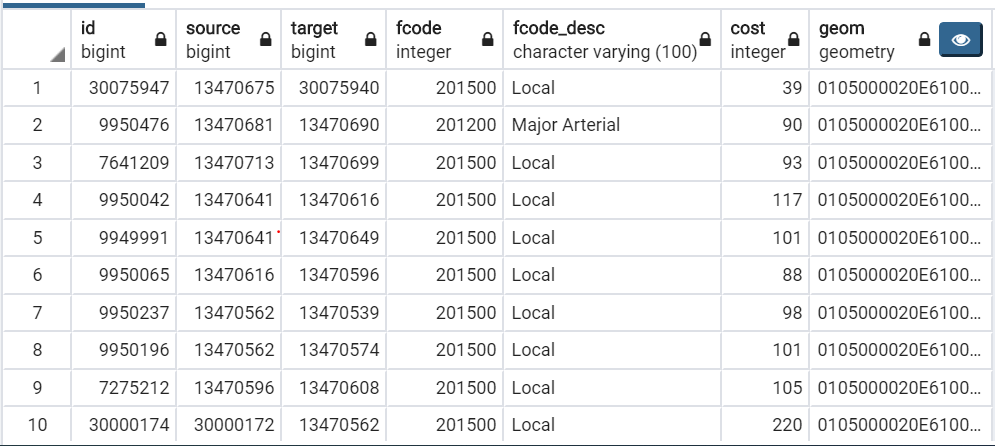 id source target fcode fcode_desc cost geom
bigint bigint bigint integer character varying (100) integer geometry
1 30075947 13470675 30075940 201500 Local 39 0105000020E6100…
2 9950476 13470681 13470690 201200 Major Arterial 90 0105000020E6100…
3 7641209 13470713 13470699 201500 Local 93 0105000020E6100…
4 9950042 13470641 13470616 201500 Local 117 0105000020E6100…
5 9949991 13470641 13470649 201500 Local 101 0105000020E6100…
6 9950065 13470616 13470596 201500 Local 88 0105000020E6100…
7 9950237 13470562 13470539 201500 Local 98 0105000020E6100…
8 9950196 13470562 13470574 201500 Local 101 0105000020E6100…
9 7275212 13470596 13470608 201500 Local 105 0105000020E6100…
10 30000174 30000172 13470562 201500 Local 220 0105000020E6100…